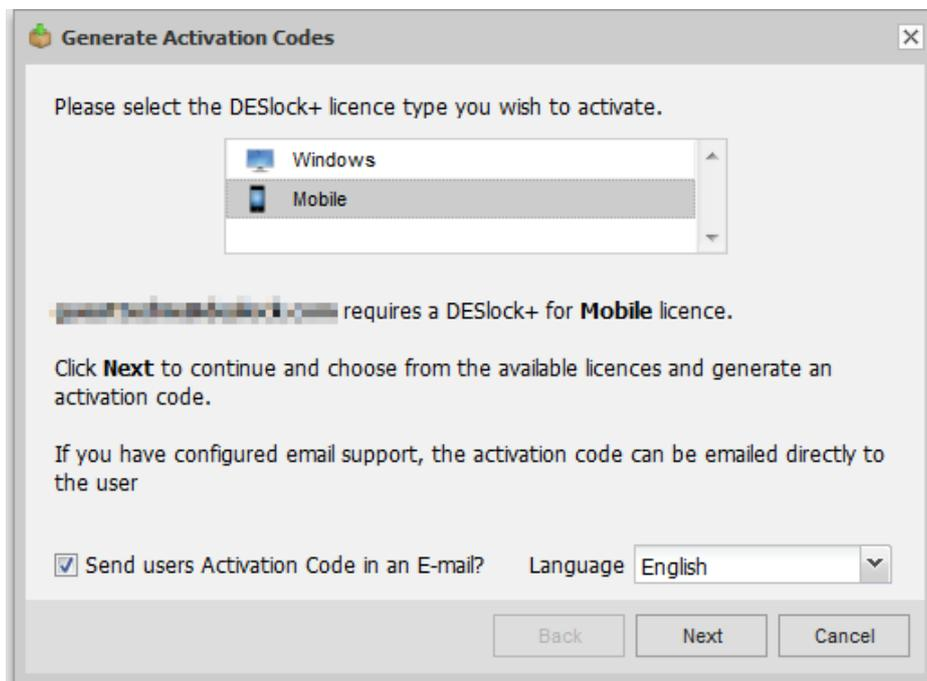 Generate Activation Codes
Please select the DESlock+ licence type you wish to activate.
Windows
Mobile
requires a DESlock+ for Mobile licence.
Click Next to continue and choose from the available licences and generate an
activation code.
If you have configured email support, the activation code can be emailed directly to
the user
Send users Activation Code in an E-mail? Language English
Back Next Cancel